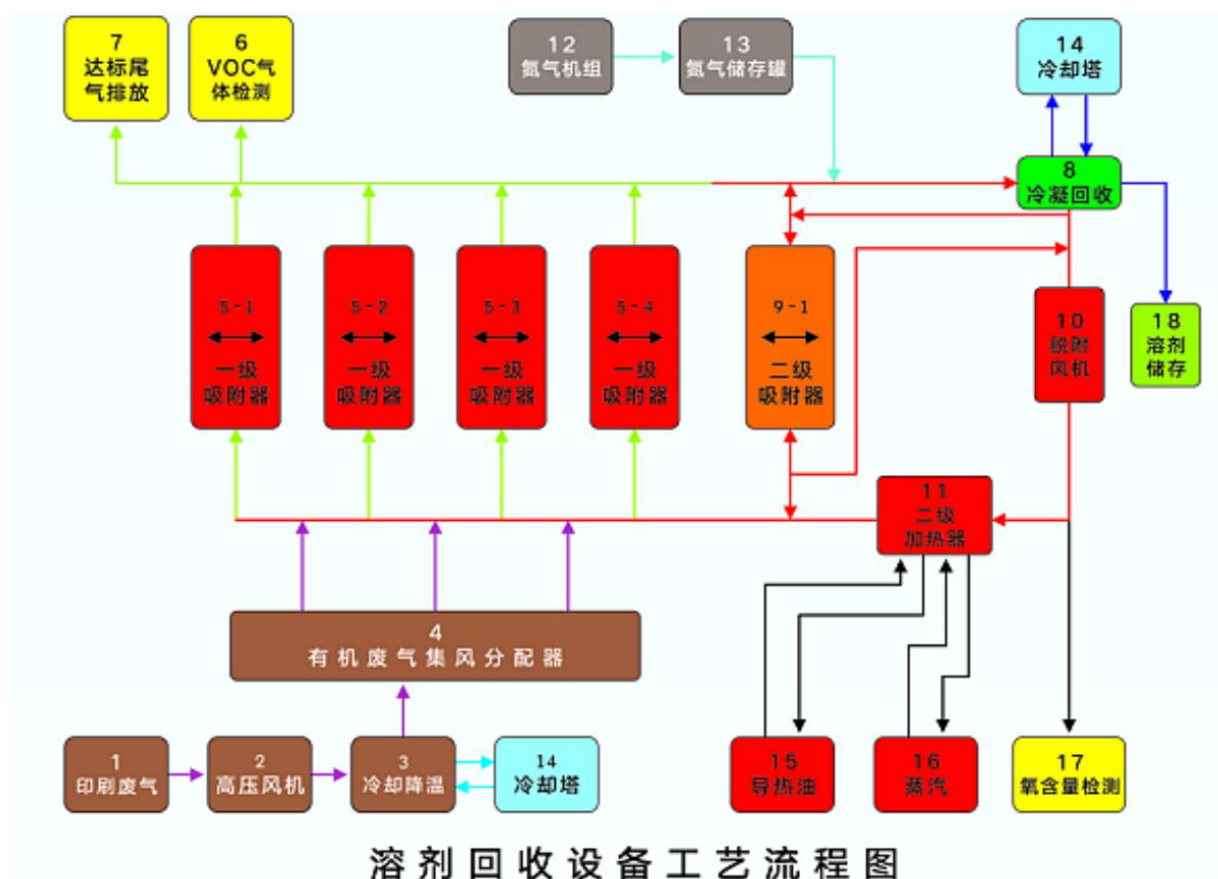 7
达标尾
气排放
6
VOC气
体检测
12
氮气机组
13
氮气储存罐
14
冷却塔
8
冷凝回收
5-1
一级
吸附器
5-2
一级
吸附器
5-3
一级
吸附器
5-4
一级
吸附器
9-1
二级
吸附器
10
脱附
风机
18
溶剂
储存
11
二级
加热器
4
有机废气集风分配器
1
印刷废气
2
高压风机
3
冷却降温
14
冷却塔
15
导热油
16
蒸汽
17
氧含量检测
溶剂回收设备工艺流程图